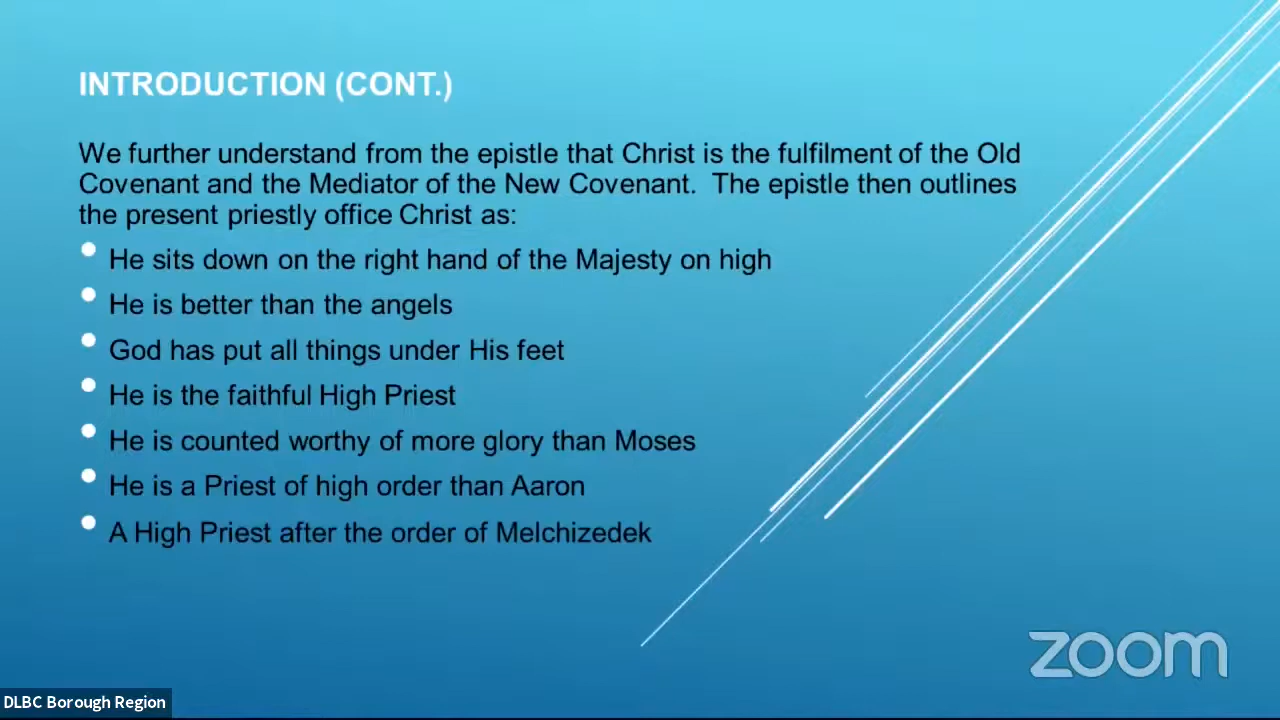 INTRODUCTION (CONT.)
We further understand from the epistle that Christ is the fulfilment of the Old
Covenant and the Mediator of the New Covenant. The epistle then outlines
the present priestly office Christ as:
He sits down on the right hand of the Majesty on high
He is better than the angels
God has put all things under His feet
He is the faithful High Priest
He is counted worthy of more glory than Moses
He is a Priest of high order than Aaron
A High Priest after the order of Melchizedek
zoom
DLBC Borough Region